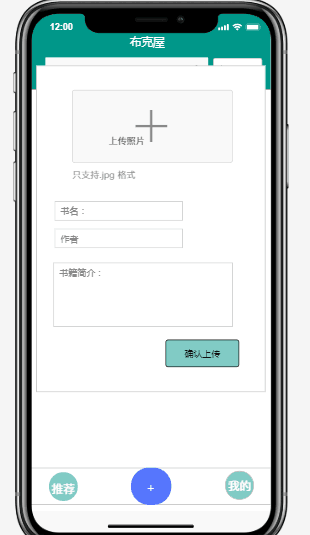 12:00
布克屋
上传照片
只支持.jpg 格式
书名：
作者
书籍简介：
确认上传
推荐
+
我的